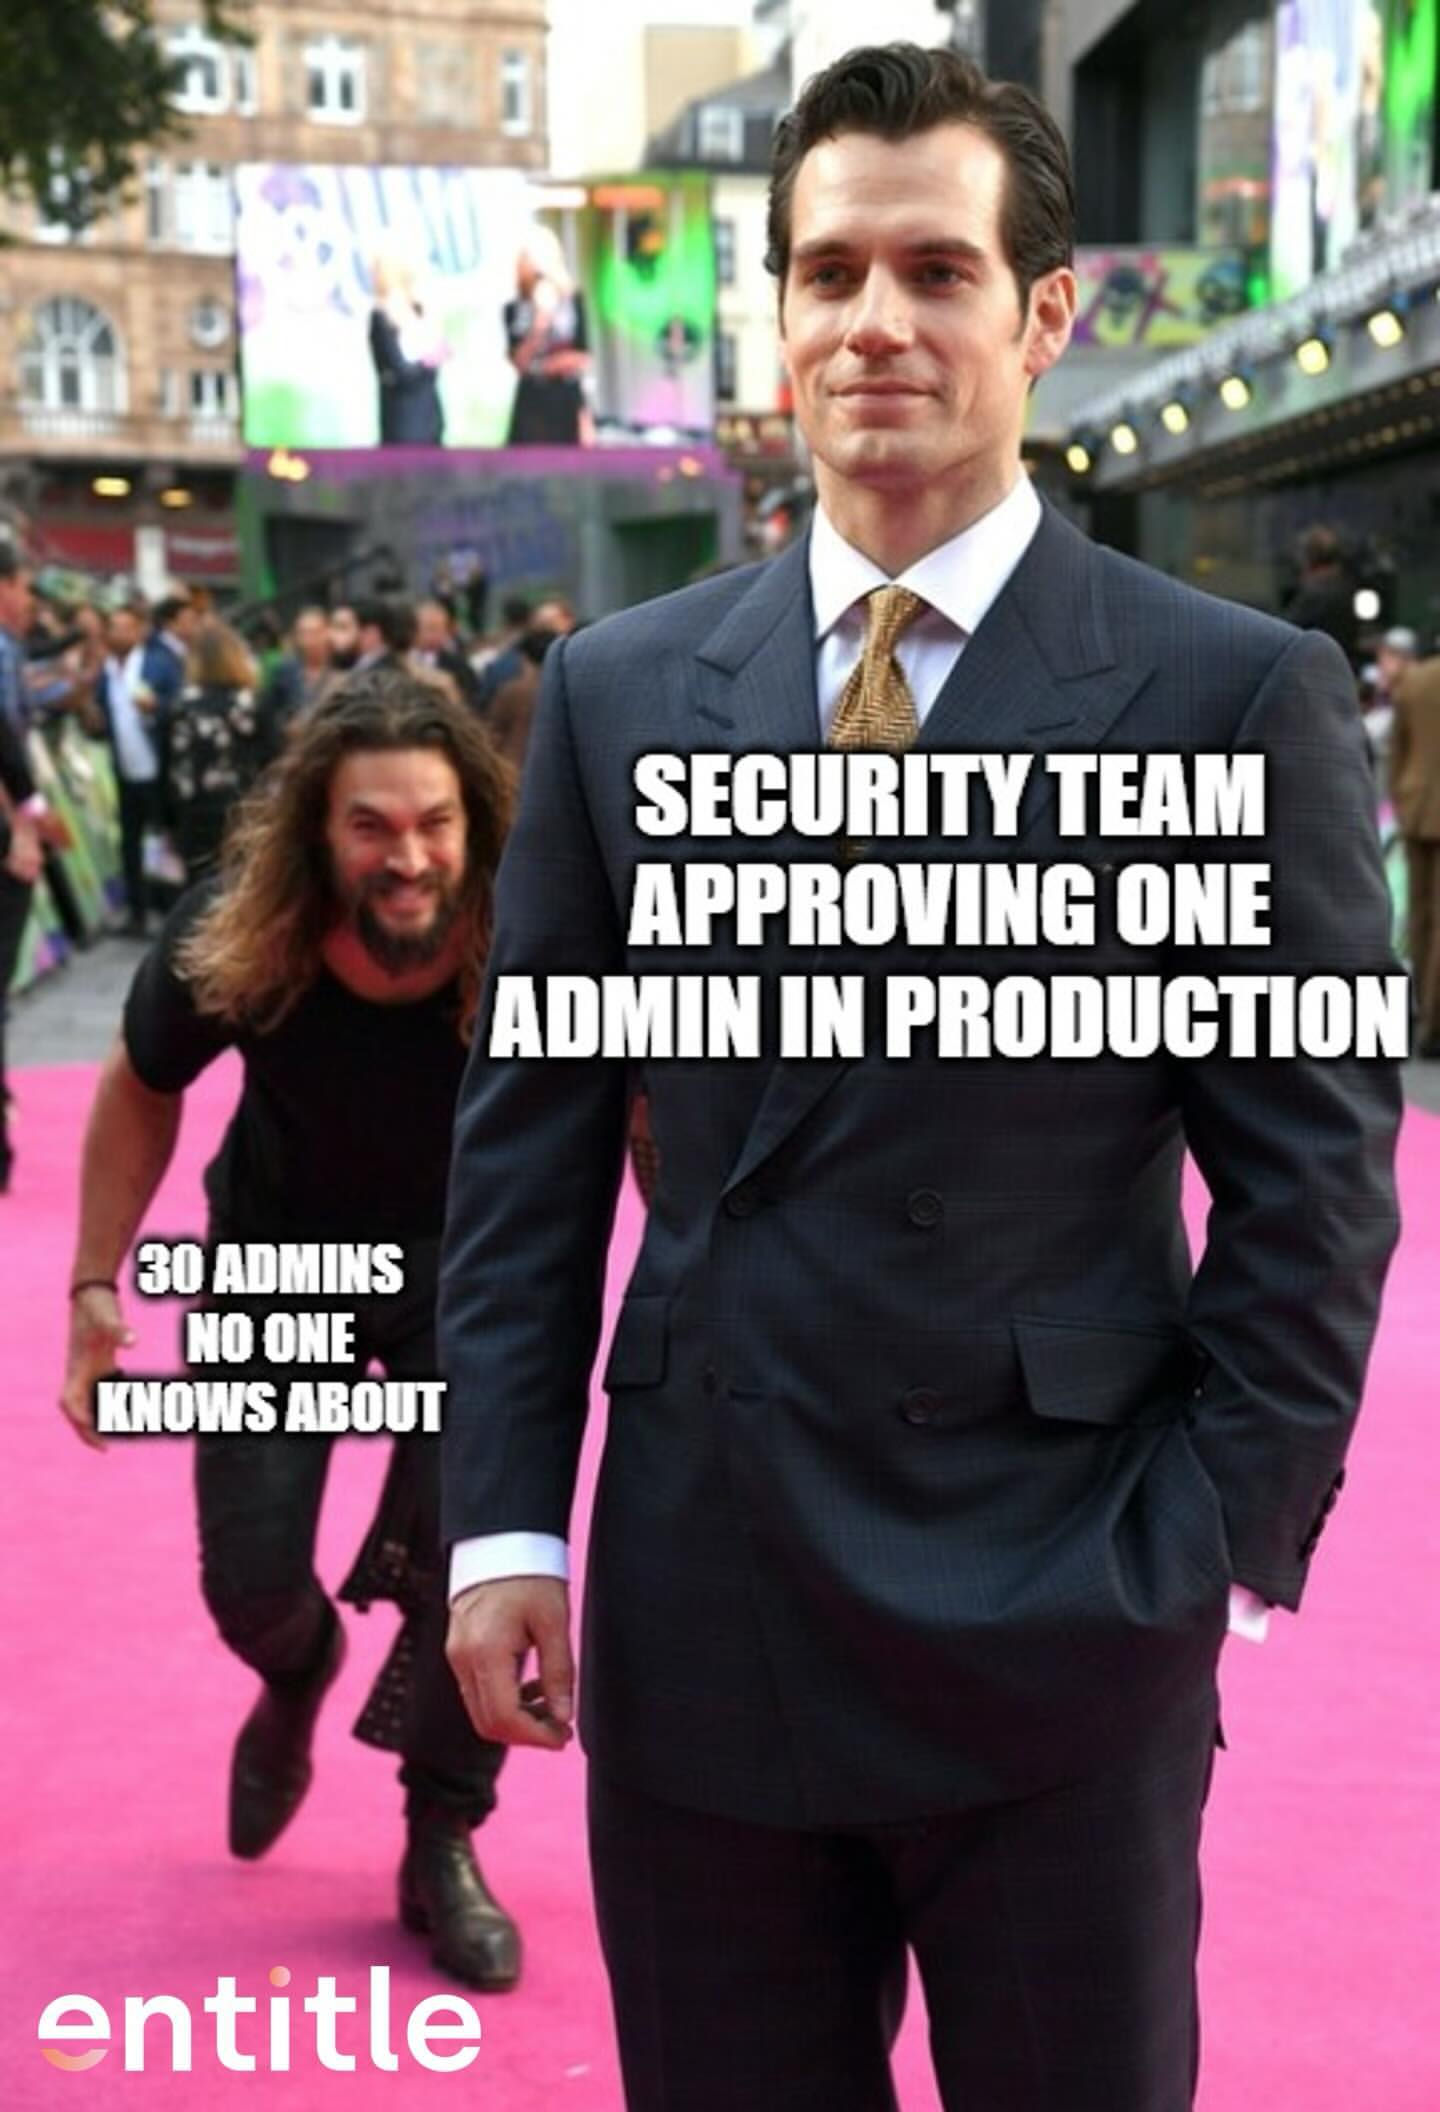 SECURITY TEAM
APPROVING ONE
ADMIN IN PRODUCTION
30 ADMINS
NO ONE
KNOWS ABOUT
entitle